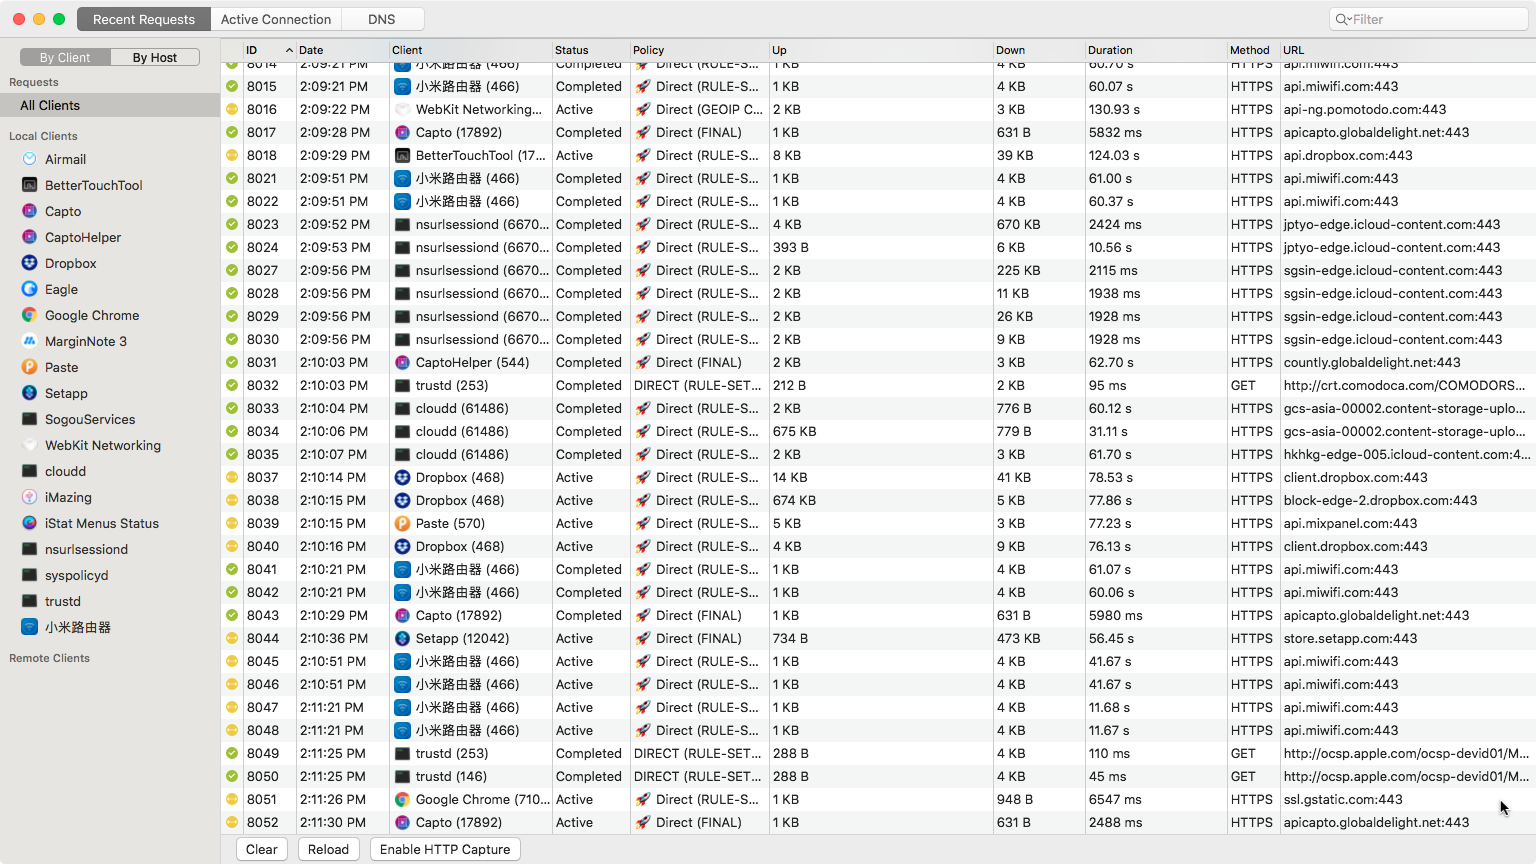 Recent Requests Active Connection DNS Filter
By Client By Host
Requests
All Clients
Local Clients
Airmail
BetterTouchTool
Capto
CaptoHelper
Dropbox
Eagle
Google Chrome
MarginNote 3
Paste
Setapp
SogouServices
WebKit Networking
cloudd
iMazing
iStat Menus Status
nsurlsessiond
syspolicyd
trustd
小米路由器
Remote Clients
ID Date Client Status Policy Up Down Duration Method URL
8014 2:09:21 PM 小米路由器 (466) Completed Direct (RULE-S... 1 KB 4 KB 60.70 s HTTPS api.miwifi.com:443
8015 2:09:21 PM 小米路由器 (466) Completed Direct (RULE-S... 1 KB 4 KB 60.07 s HTTPS api.miwifi.com:443
8016 2:09:22 PM WebKit Networking... Active Direct (GEOIP C... 2 KB 3 KB 130.93 s HTTPS api-ng.pomotodo.com:443
8017 2:09:28 PM Capto (17892) Completed Direct (FINAL) 1 KB 631 B 5832 ms HTTPS apicapto.globaldelight.net:443
8018 2:09:29 PM BetterTouchTool (17... Active Direct (RULE-S... 8 KB 39 KB 124.03 s HTTPS api.dropbox.com:443
8021 2:09:51 PM 小米路由器 (466) Completed Direct (RULE-S... 1 KB 4 KB 61.00 s HTTPS api.miwifi.com:443
8022 2:09:51 PM 小米路由器 (466) Completed Direct (RULE-S... 1 KB 4 KB 60.37 s HTTPS api.miwifi.com:443
8023 2:09:52 PM nsurlsessiond (6670... Completed Direct (RULE-S... 4 KB 670 KB 2424 ms HTTPS jptyo-edge.icloud-content.com:443
8024 2:09:53 PM nsurlsessiond (6670... Completed Direct (RULE-S... 393 B 6 KB 10.56 s HTTPS jptyo-edge.icloud-content.com:443
8027 2:09:56 PM nsurlsessiond (6670... Completed Direct (RULE-S... 2 KB 225 KB 2115 ms HTTPS sgsin-edge.icloud-content.com:443
8028 2:09:56 PM nsurlsessiond (6670... Completed Direct (RULE-S... 2 KB 11 KB 1938 ms HTTPS sgsin-edge.icloud-content.com:443
8029 2:09:56 PM nsurlsessiond (6670... Completed Direct (RULE-S... 2 KB 26 KB 1928 ms HTTPS sgsin-edge.icloud-content.com:443
8030 2:09:56 PM nsurlsessiond (6670... Completed Direct (RULE-S... 2 KB 9 KB 1928 ms HTTPS sgsin-edge.icloud-content.com:443
8031 2:10:03 PM CaptoHelper (544) Completed Direct (FINAL) 2 KB 3 KB 62.70 s HTTPS countly.globaldelight.net:443
8032 2:10:03 PM trustd (253) Completed DIRECT (RULE-SET... 212 B 2 KB 95 ms GET http://crt.comodoca.com/COMODORS...
8033 2:10:04 PM cloudd (61486) Completed Direct (RULE-S... 2 KB 776 B 60.12 s HTTPS gcs-asia-00002.content-storage-uplo...
8034 2:10:06 PM cloudd (61486) Completed Direct (RULE-S... 675 KB 779 B 31.11 s HTTPS gcs-asia-00002.content-storage-uplo...
8035 2:10:07 PM cloudd (61486) Completed Direct (RULE-S... 2 KB 3 KB 61.70 s HTTPS hkhkg-edge-005.icloud-content.com:4...
8037 2:10:14 PM Dropbox (468) Active Direct (RULE-S... 14 KB 41 KB 78.53 s HTTPS client.dropbox.com:443
8038 2:10:15 PM Dropbox (468) Active Direct (RULE-S... 674 KB 5 KB 77.86 s HTTPS block-edge-2.dropbox.com:443
8039 2:10:15 PM Paste (570) Active Direct (RULE-S... 5 KB 3 KB 77.23 s HTTPS api.mixpanel.com:443
8040 2:10:16 PM Dropbox (468) Active Direct (RULE-S... 4 KB 9 KB 76.13 s HTTPS client.dropbox.com:443
8041 2:10:21 PM 小米路由器 (466) Completed Direct (RULE-S... 1 KB 4 KB 61.07 s HTTPS api.miwifi.com:443
8042 2:10:21 PM 小米路由器 (466) Completed Direct (RULE-S... 1 KB 4 KB 60.06 s HTTPS api.miwifi.com:443
8043 2:10:29 PM Capto (17892) Completed Direct (FINAL) 1 KB 631 B 5980 ms HTTPS apicapto.globaldelight.net:443
8044 2:10:36 PM Setapp (12042) Active Direct (FINAL) 734 B 473 KB 56.45 s HTTPS store.setapp.com:443
8045 2:10:51 PM 小米路由器 (466) Active Direct (RULE-S... 1 KB 4 KB 41.67 s HTTPS api.miwifi.com:443
8046 2:10:51 PM 小米路由器 (466) Active Direct (RULE-S... 1 KB 4 KB 41.67 s HTTPS api.miwifi.com:443
8047 2:11:21 PM 小米路由器 (466) Active Direct (RULE-S... 1 KB 4 KB 11.68 s HTTPS api.miwifi.com:443
8048 2:11:21 PM 小米路由器 (466) Active Direct (RULE-S... 1 KB 4 KB 11.67 s HTTPS api.miwifi.com:443
8049 2:11:25 PM trustd (253) Completed DIRECT (RULE-SET... 288 B 4 KB 110 ms GET http://ocsp.apple.com/ocsp-devid01/M...
8050 2:11:25 PM trustd (146) Completed DIRECT (RULE-SET... 288 B 4 KB 45 ms GET http://ocsp.apple.com/ocsp-devid01/M...
8051 2:11:26 PM Google Chrome (710... Active Direct (RULE-S... 1 KB 948 B 6547 ms HTTPS ssl.gstatic.com:443
8052 2:11:30 PM Capto (17892) Active Direct (FINAL) 1 KB 631 B 2488 ms HTTPS apicapto.globaldelight.net:443
Clear Reload Enable HTTP Capture